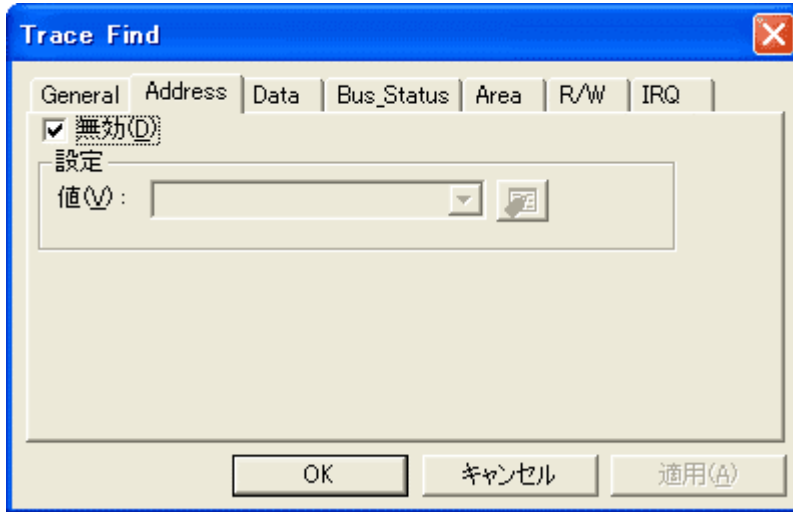 Trace Find
General Address Data Bus_Status Area R/W IRQ
無効(D)
設定
値(V):
OK キャンセル 適用(A)